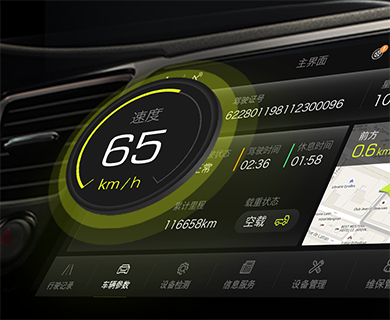 主界面
速度
65
km/h
驾驶证号
622801198112300096
驾驶时间
02:36
休息时间
01:58
前方
0.6km
累计里程
116658km
载重状态
空载
行驶记录
车辆参数
设备检测
信息服务
设备管理